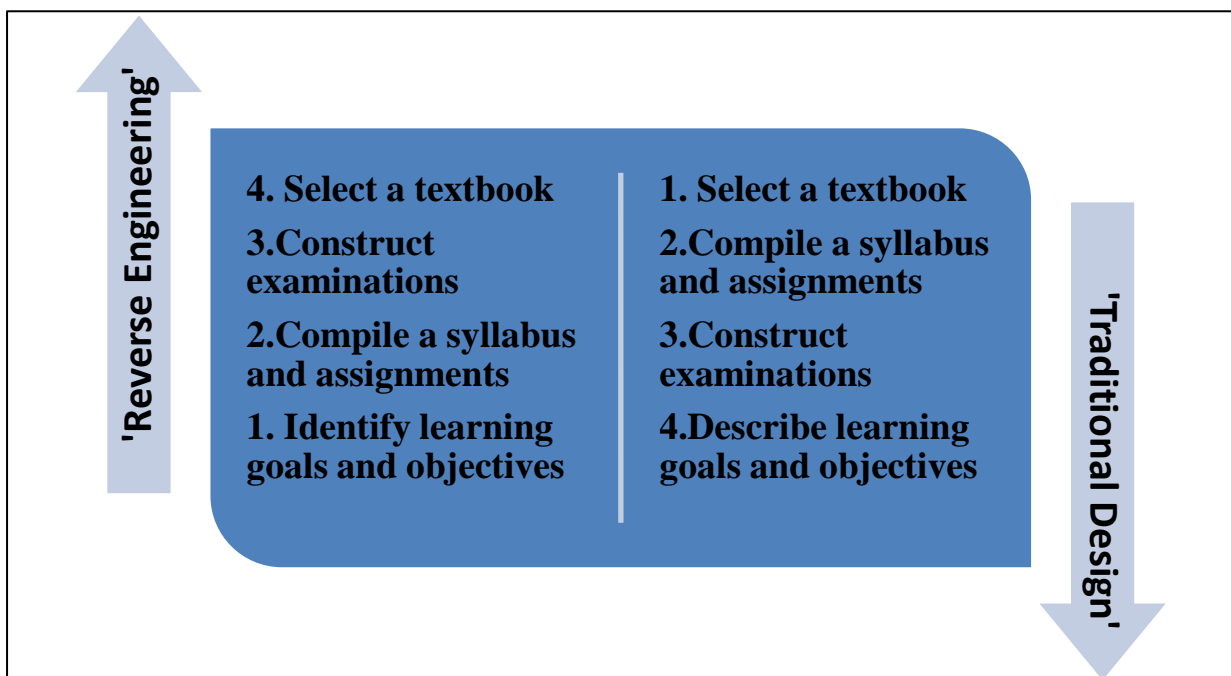 'Reverse Engineering'
4. Select a textbook
3.Construct
examinations
2.Compile a syllabus
and assignments
1. Identify learning
goals and objectives
1. Select a textbook
2.Compile a syllabus
and assignments
3.Construct
examinations
4.Describe learning
goals and objectives
'Traditional Design'